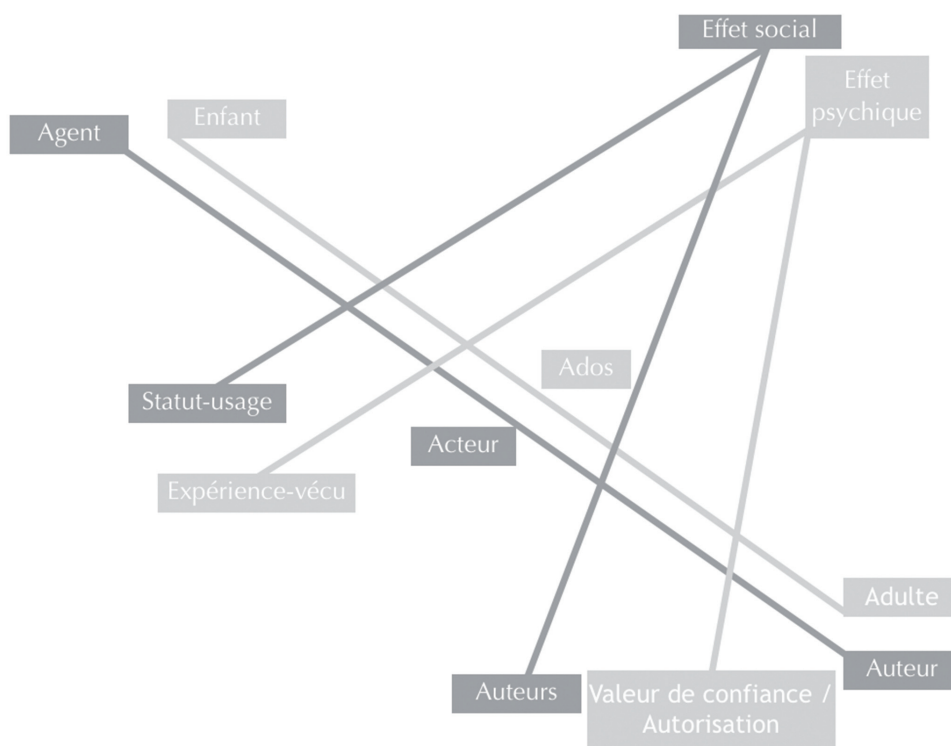 Effet social
Effet
psychique
Enfant
Agent
Ados
Statut-usage
Acteur
Expérience-vécu
Adulte
Auteur
Auteurs
Valeur de confiance /
Autorisation